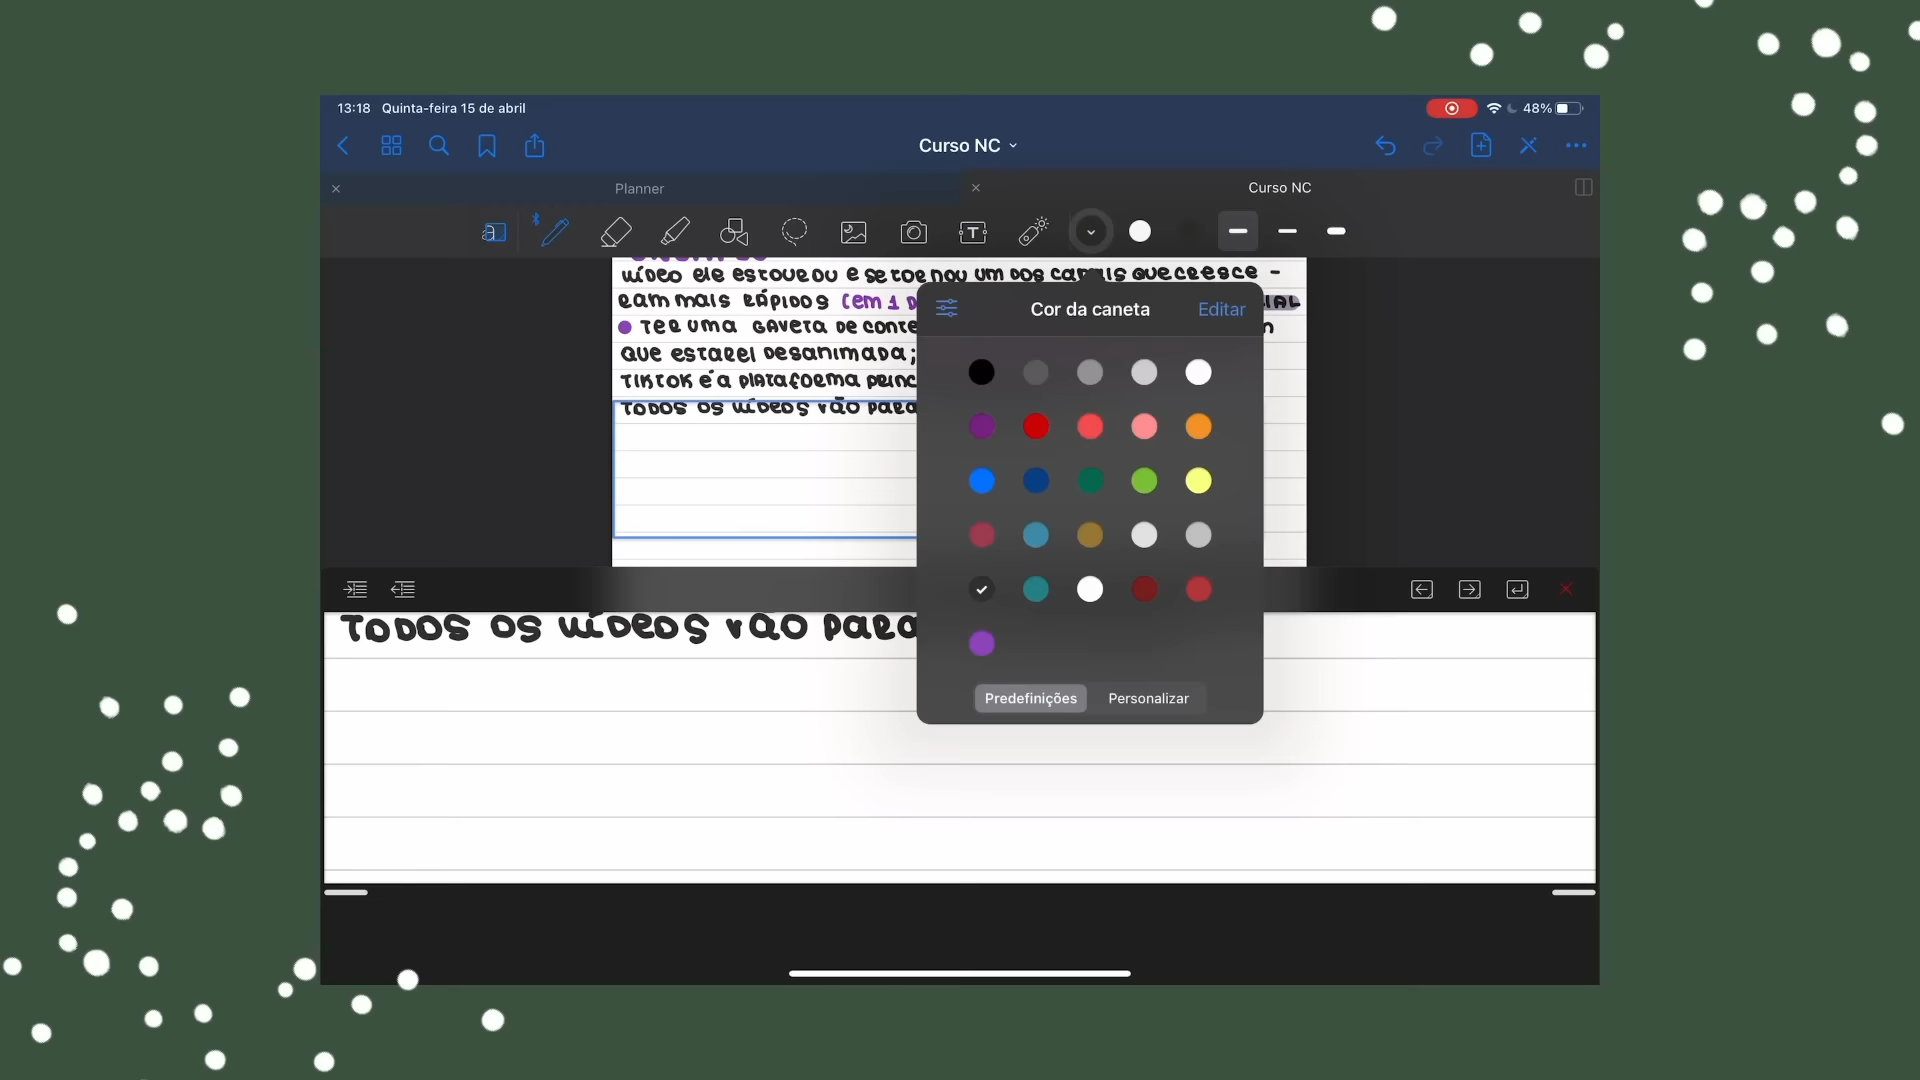 13:18 Quinta-feira 15 de abril
48%
Curso NC
Planner
Curso NC
VÍDEO ELE ESTOUROU E SE TORNOU UM DOS CANAIS QUE CRESCE -
RAM MAIS RÁPIDOS (EM 1
TER UMA GAVETA DE CONTE
QUE ESTAREI DESANIMADA;
TIKTOK É A PLATAFORMA PRINC
TODOS OS VÍDEOS VÃO PARA
Cor da caneta
Editar
Predefinições
Personalizar
TODOS OS VÍDEOS VÃO PARA